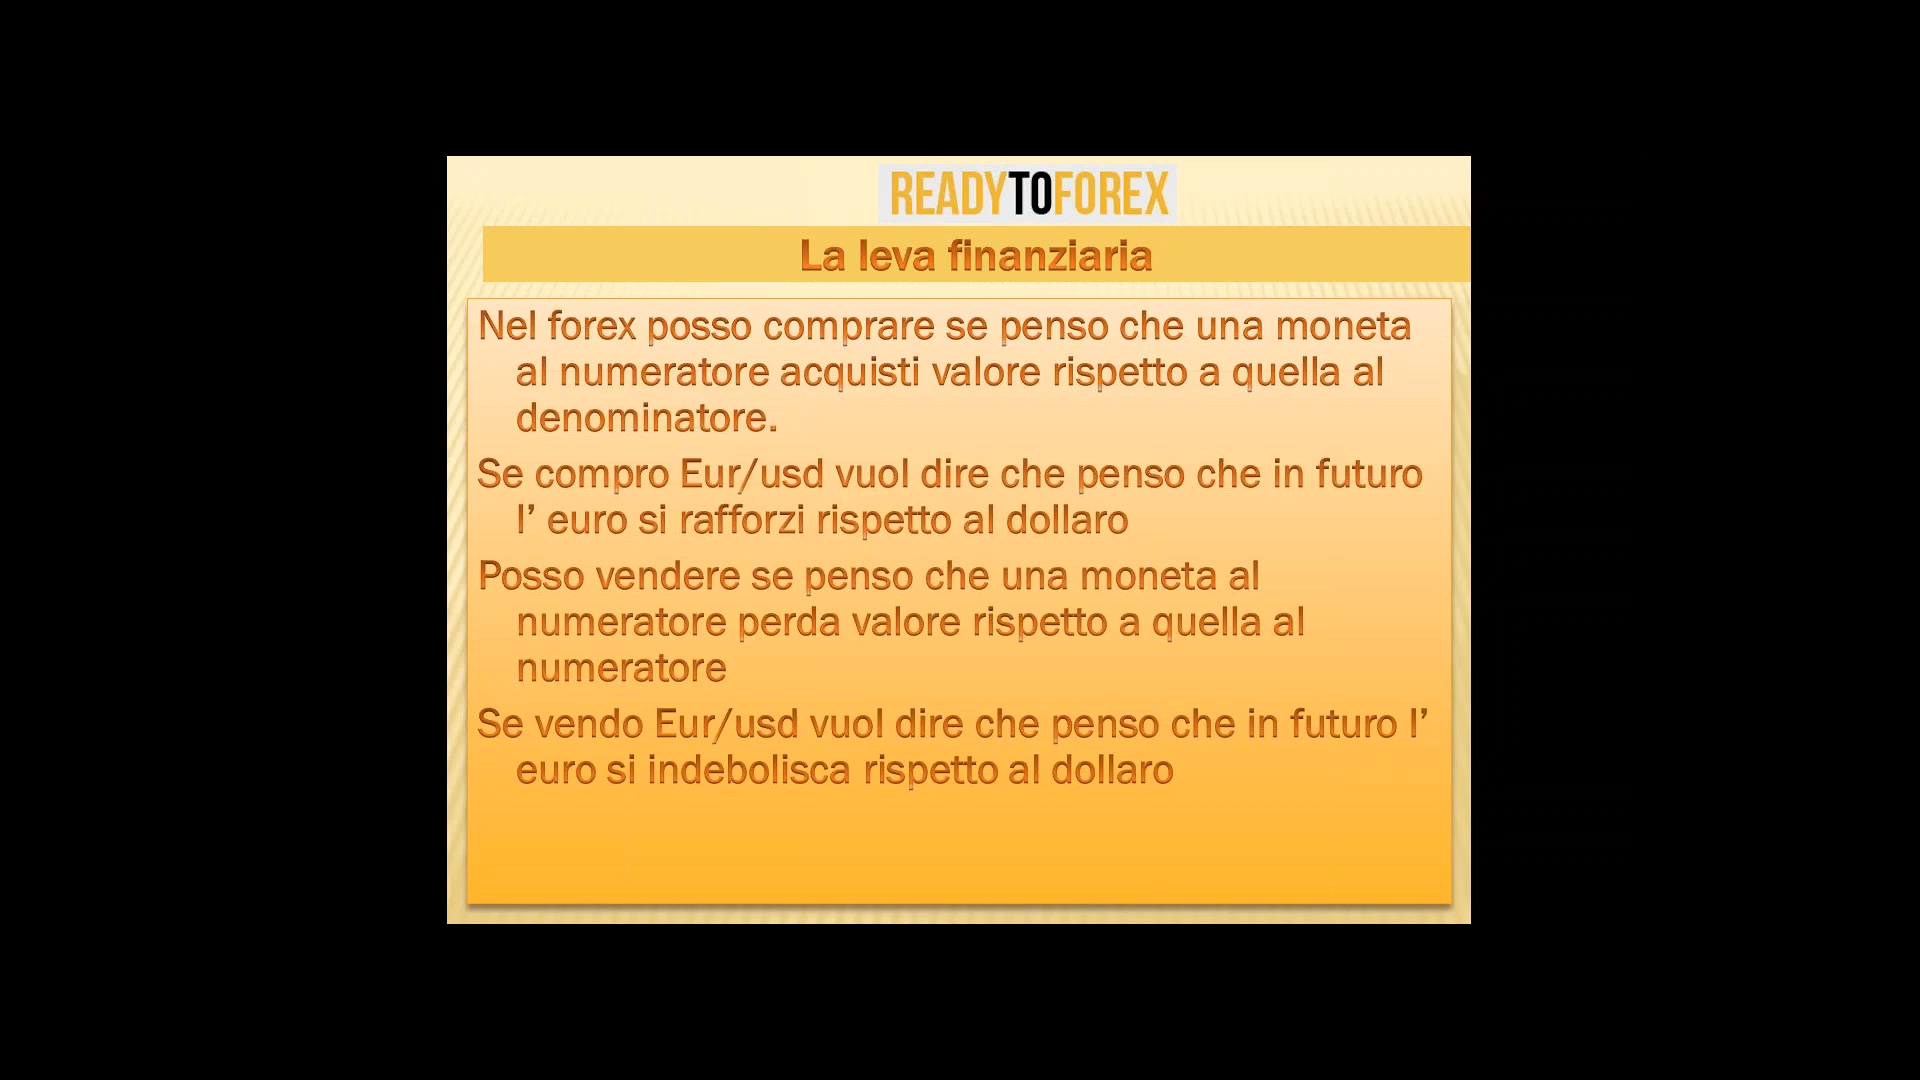 READYTOFOREX
La leva finanziaria
Nel forex posso comprare se penso che una moneta
al numeratore acquisti valore rispetto a quella al
denominatore.
Se compro Eur/usd vuol dire che penso che in futuro
l’ euro si rafforzi rispetto al dollaro
Posso vendere se penso che una moneta al
numeratore perda valore rispetto a quella al
numeratore
Se vendo Eur/usd vuol dire che penso che in futuro l’
euro si indebolisca rispetto al dollaro